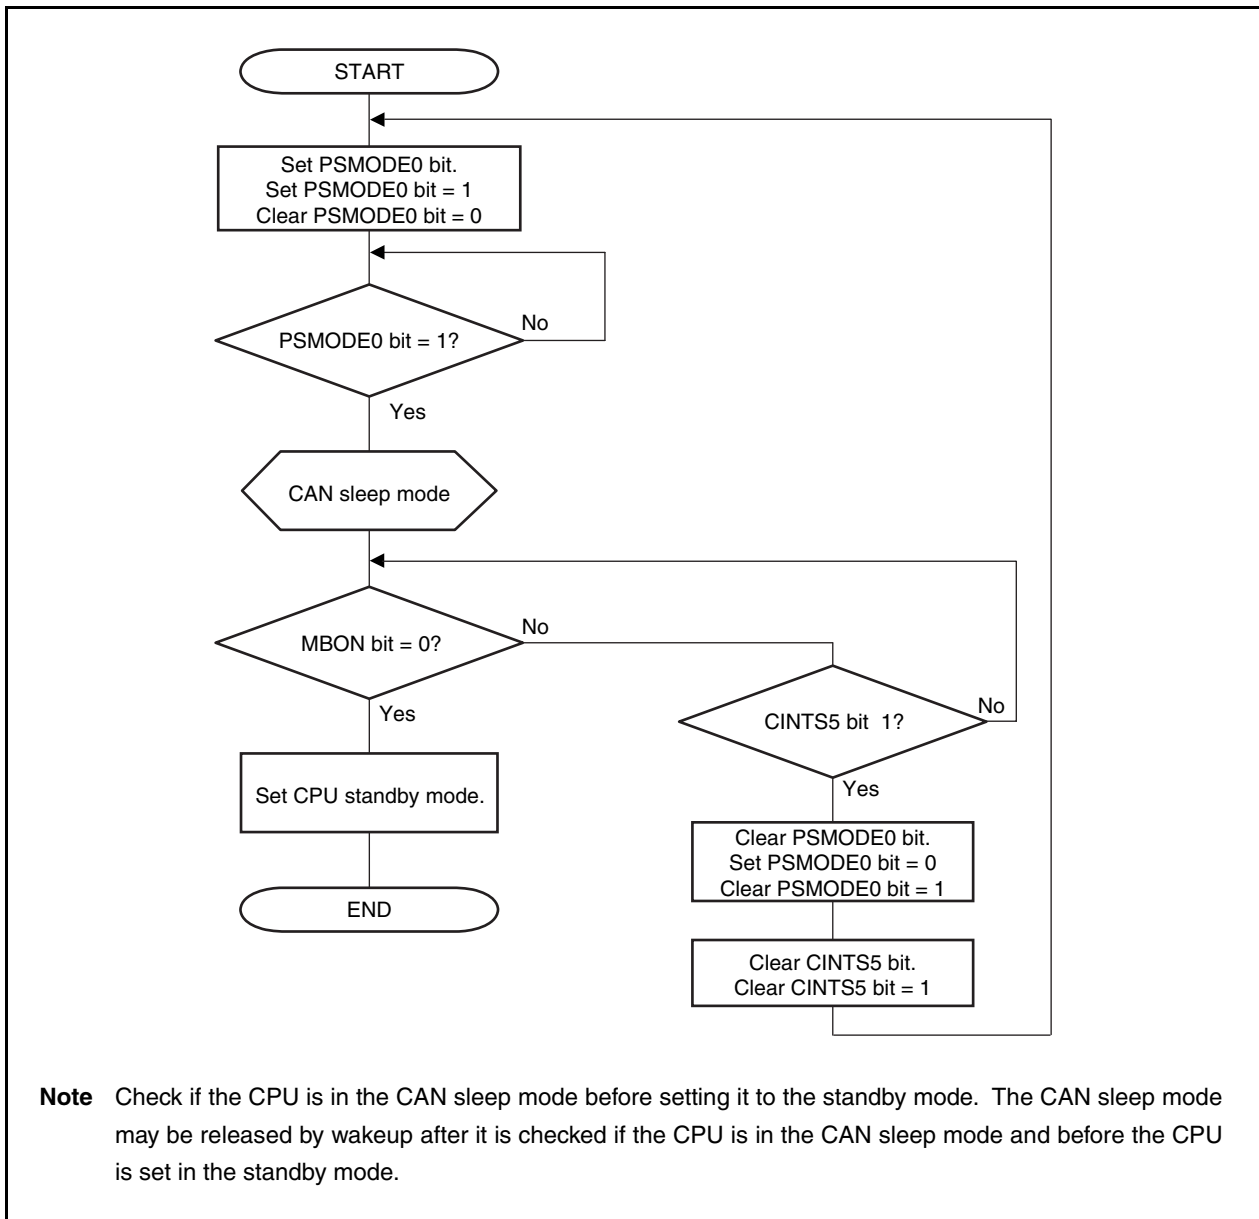 START
Set PSMODE0 bit.
Set PSMODE0 bit = 1
Clear PSMODE0 bit = 0
PSMODE0 bit = 1?
No
Yes
CAN sleep mode
MBON bit = 0?
No
Yes
CINTS5 bit  1?
No
Yes
Set CPU standby mode.
Clear PSMODE0 bit.
Set PSMODE0 bit = 0
Clear PSMODE0 bit = 1
END
Clear CINTS5 bit.
Clear CINTS5 bit = 1
Note Check if the CPU is in the CAN sleep mode before setting it to the standby mode. The CAN sleep mode
may be released by wakeup after it is checked if the CPU is in the CAN sleep mode and before the CPU
is set in the standby mode.